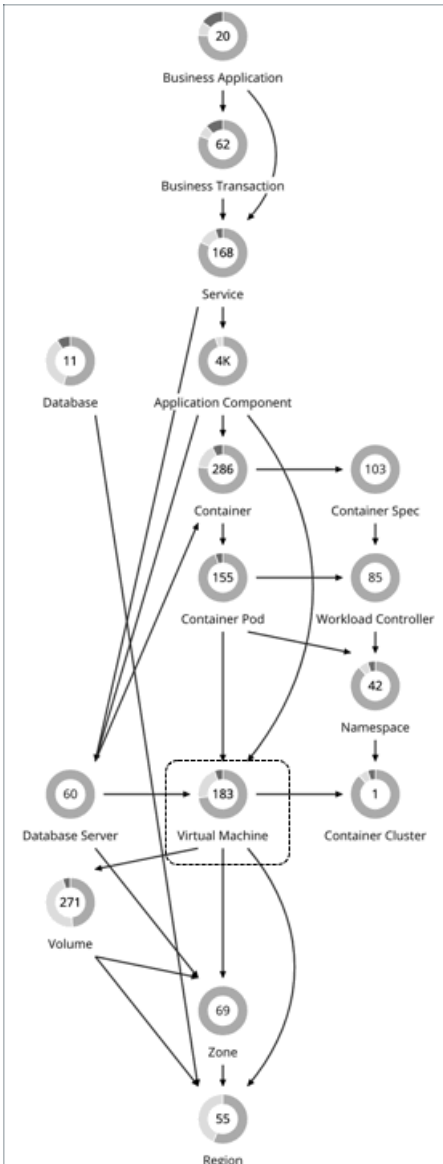 20
Business Application
62
Business Transaction
168
Service
11
Database
4K
Application Component
286
Container
103
Container Spec
155
Container Pod
85
Workload Controller
42
Namespace
60
Database Server
183
Virtual Machine
1
Container Cluster
271
Volume
69
Zone
55
Region